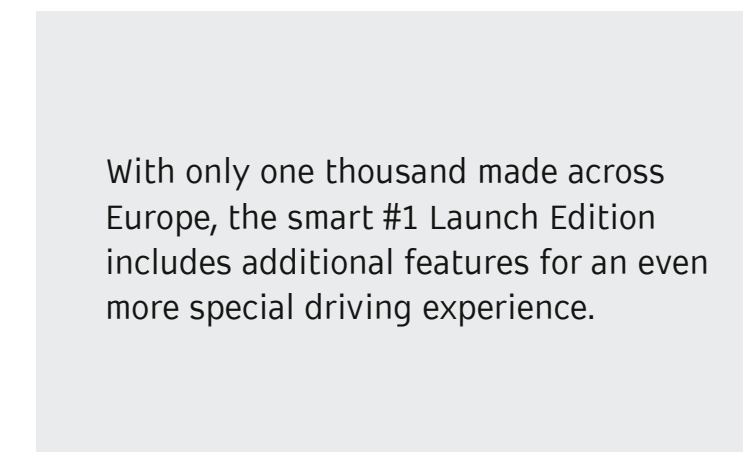 With only one thousand made across
Europe, the smart #1 Launch Edition
includes additional features for an even
more special driving experience.